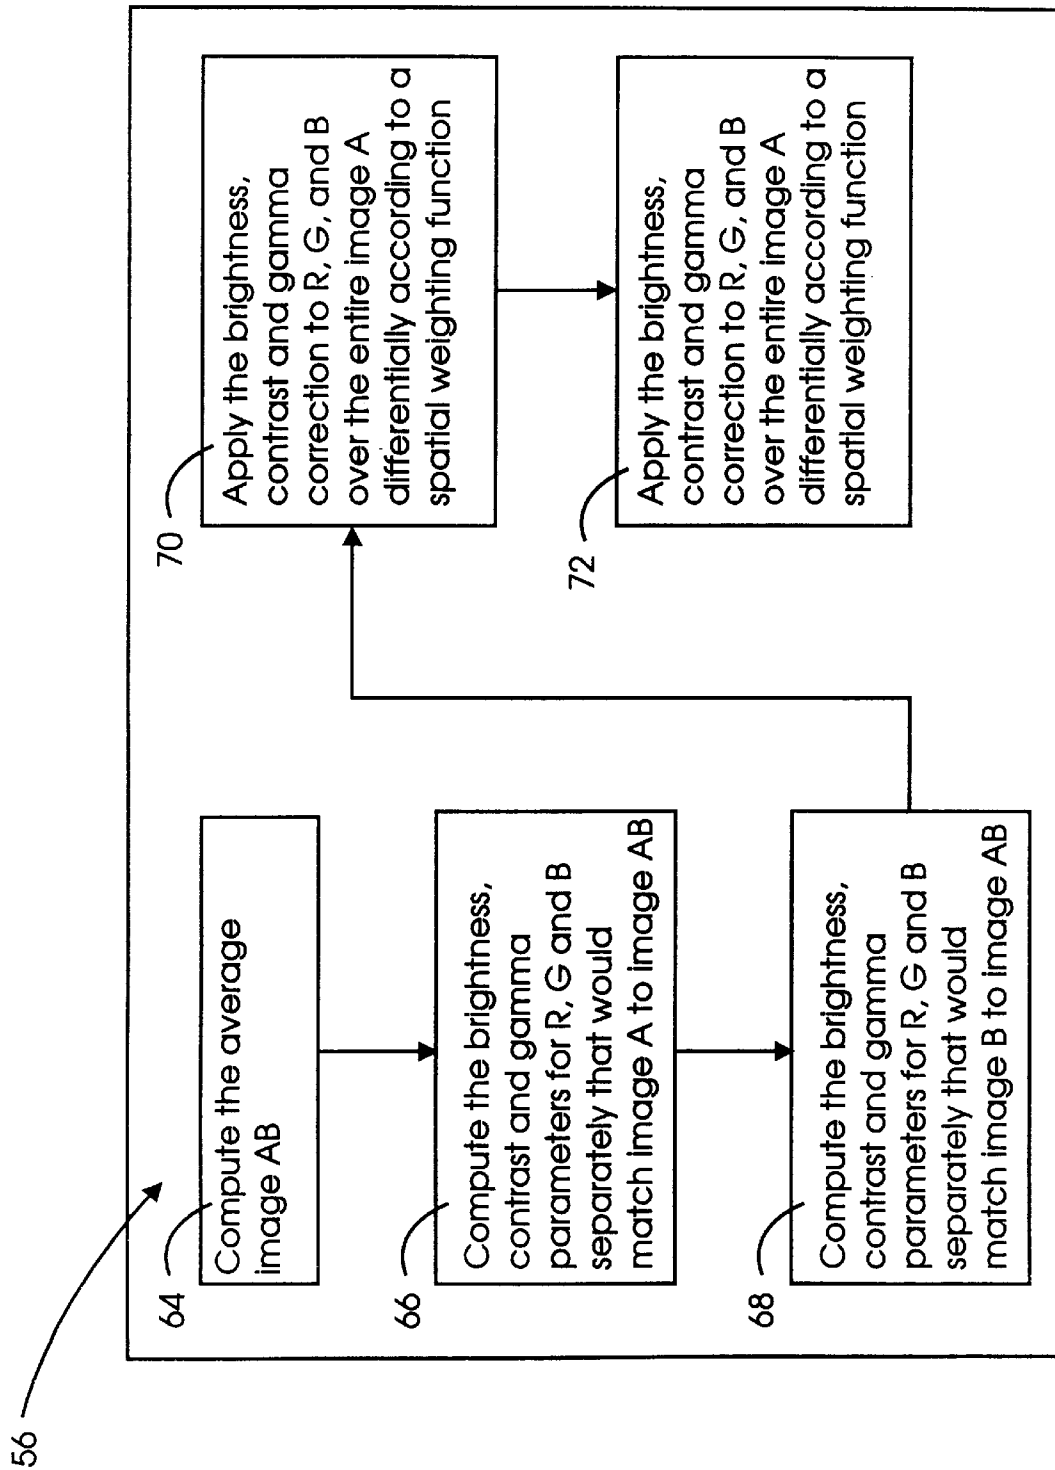 56
64
Compute the average
image AB
66
Compute the brightness,
contrast and gamma
parameters for R, G and B
separately that would
match image A to image AB
68
Compute the brightness,
contrast and gamma
parameters for R, G and B
separately that would
match image B to image AB
70
Apply the brightness,
contrast and gamma
correction to R, G, and B
over the entire image A
differentially according to a
spatial weighting function
72
Apply the brightness,
contrast and gamma
correction to R, G, and B
over the entire image A
differentially according to a
spatial weighting function